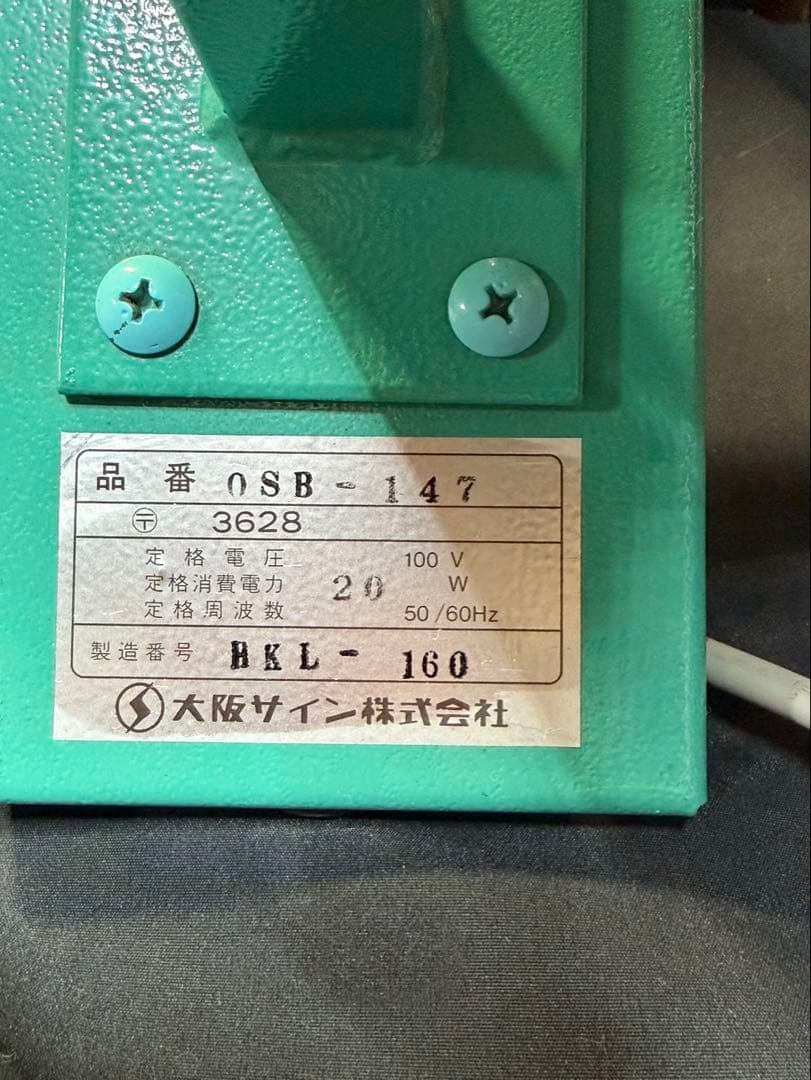 品番 OSB-147
〶 3628
定格電圧 100 V
定格消費電力 20 W
定格周波数 50/60Hz
製造番号 HKL-160
大阪サイン株式会社